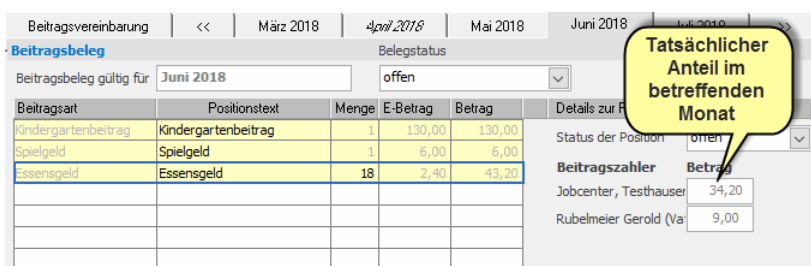 Beitragsvereinbarung << März 2018 April 2018 Mai 2018 Juni 2018 Juli 2018 >>
Beitragsbeleg Belegstatus
Beitragsbeleg gültig für Juni 2018 offen
Beitragsart Positionstext Menge E-Betrag Betrag Details zur P
Kindergartenbeitrag Kindergartenbeitrag 1 130,00 130,00
Status der Position offen
Spielgeld Spielgeld 1 6,00 6,00
Essensgeld Essensgeld 18 2,40 43,20
Beitragszahler Betrag
Jobcenter, Testhauser 34,20
Rubelmeier Gerold (Va 9,00
Tatsächlicher
Anteil im
betreffenden
Monat